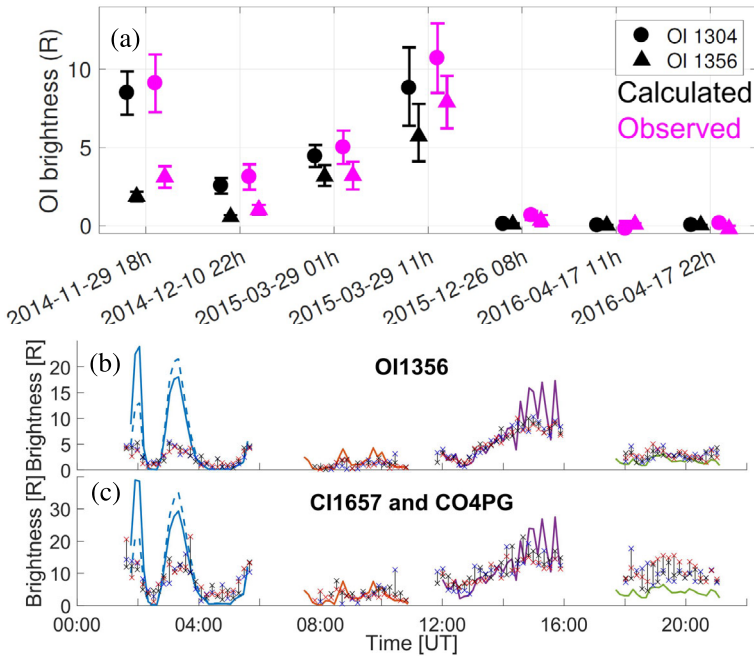 (a)
OI brightness (R)
10
5
0
OI 1304
OI 1356
Calculated
Observed
2014-11-29 18h
2014-12-10 22h
2015-03-29 01h
2015-03-29 11h
2015-12-26 08h
2016-04-17 11h
2016-04-17 22h
(b)
OI1356
Brightness [R]
20
15
10
5
0
(c)
CI1657 and CO4PG
Brightness [R]
30
20
10
0
00:00 04:00 08:00 12:00 16:00 20:00
Time [UT]